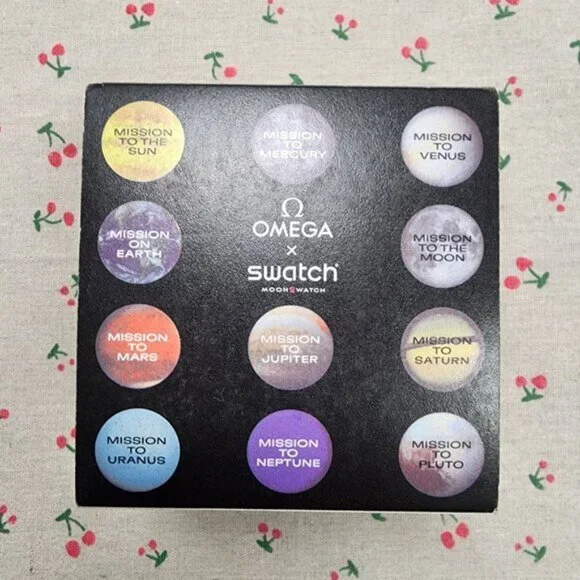 MISSION
TO THE
SUN
MISSION
TO
MERCURY
MISSION
TO
VENUS
MISSION
ON
EARTH
Ω
OMEGA
×
swatch
MOONSWATCH
MISSION
TO THE
MOON
MISSION
TO
MARS
MISSION
TO
JUPITER
MISSION
TO
SATURN
MISSION
TO
URANUS
MISSION
TO
NEPTUNE
MISSION
TO
PLUTO